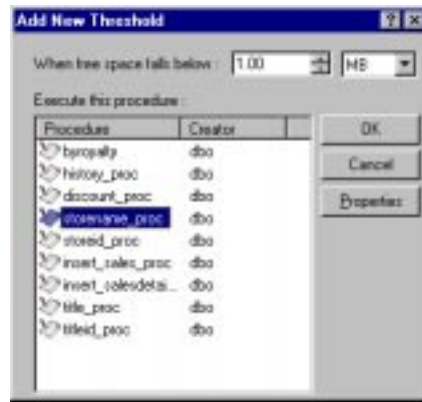 Add New Threshold
When free space falls below : 1.00 MB
Execute this procedure :
Procedure Creator
byroyalty dbo
history_proc dbo
discount_proc dbo
storename_proc dbo
storeid_proc dbo
insert_sales_proc dbo
insert_salesdetai... dbo
title_proc dbo
titleid_proc dbo
OK
Cancel
Properties